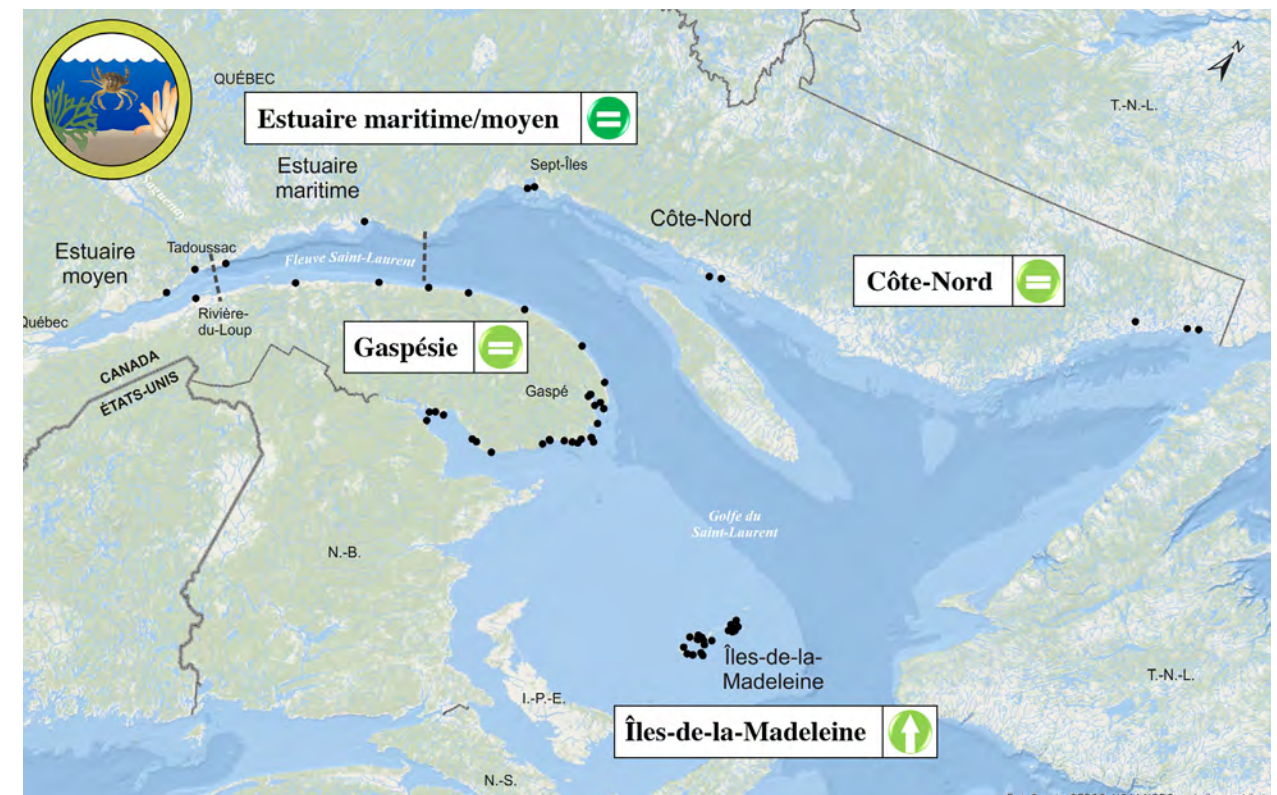 QUÉBEC
T.-N.-L.
Estuaire maritime/moyen
Estuaire
maritime
Sept-Îles
Côte-Nord
Estuaire
moyen
Tadoussac
Fleuve Saint-Laurent
Côte-Nord
Québec
Rivière-
du-Loup
Gaspésie
CANADA
ÉTATS-UNIS
Gaspé
Golfe du
Saint-Laurent
N.-B.
Îles-de-la-
Madeleine
T.-N.-L.
I.-P.-E.
Îles-de-la-Madeleine
N.-S.
N